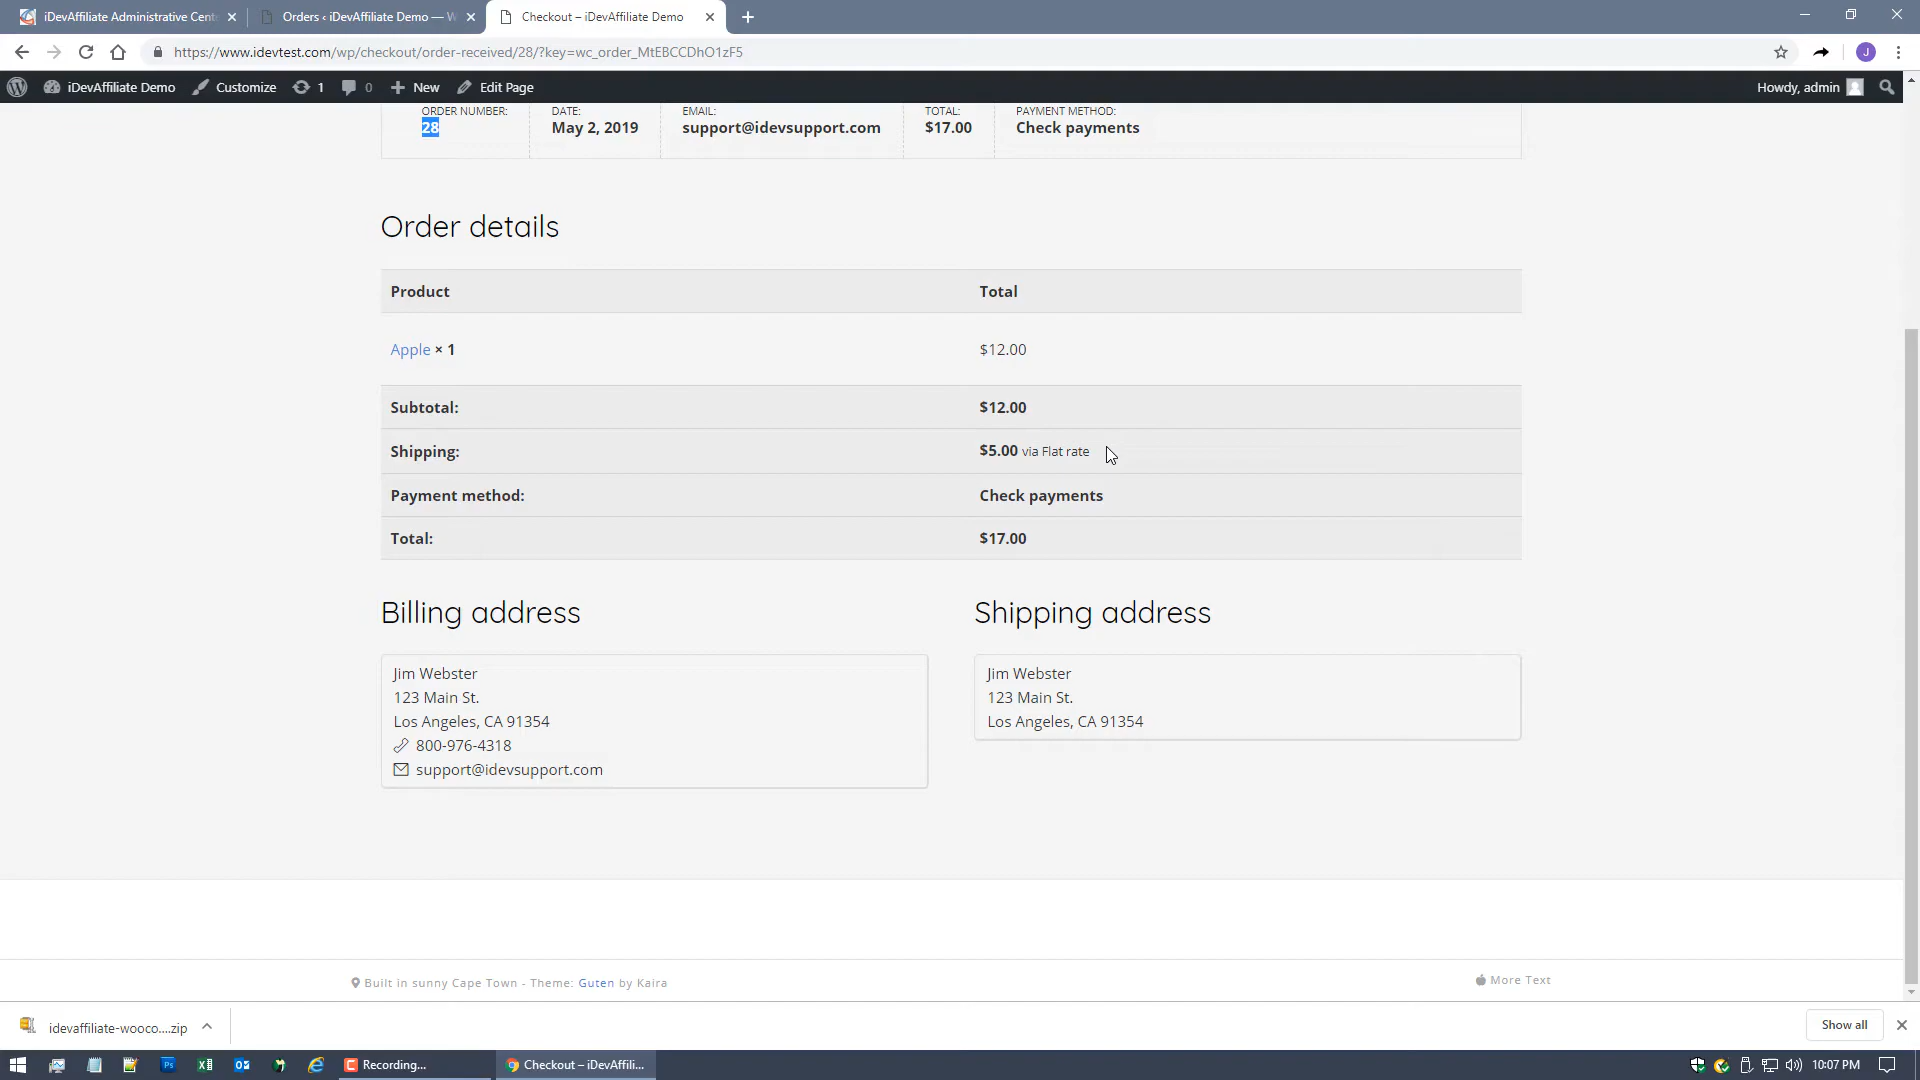 iDevAffiliate Administrative Cent
Orders ‹ iDevAffiliate Demo — W
Checkout – iDevAffiliate Demo
https://www.idevtest.com/wp/checkout/order-received/28/?key=wc_order_MtEBCCDhO1zF5
J
iDevAffiliate Demo
Customize
1
0
New
Edit Page
Howdy, admin
ORDER NUMBER:
28
DATE:
May 2, 2019
EMAIL:
support@idevsupport.com
TOTAL:
$17.00
PAYMENT METHOD:
Check payments
Order details
Product Total
Apple × 1 $12.00
Subtotal: $12.00
Shipping: $5.00 via Flat rate
Payment method: Check payments
Total: $17.00
Billing address
Jim Webster
123 Main St.
Los Angeles, CA 91354
800-976-4318
support@idevsupport.com
Shipping address
Jim Webster
123 Main St.
Los Angeles, CA 91354
Built in sunny Cape Town - Theme: Guten by Kaira
More Text
idevaffiliate-wooco....zip
Show all
Recording...
Checkout – iDevAffili...
10:07 PM